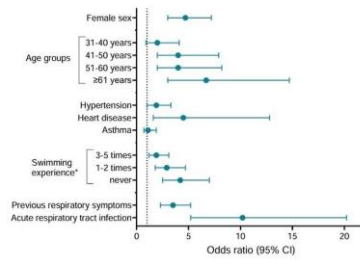 Female sex
Age groups
31-40 years
41-50 years
51-60 years
≥61 years
Hypertension
Heart disease
Asthma
Swimming
experience*
3-5 times
1-2 times
never
Previous respiratory symptoms
Acute respiratory tract infection
0 5 10 15 20
Odds ratio (95% CI)